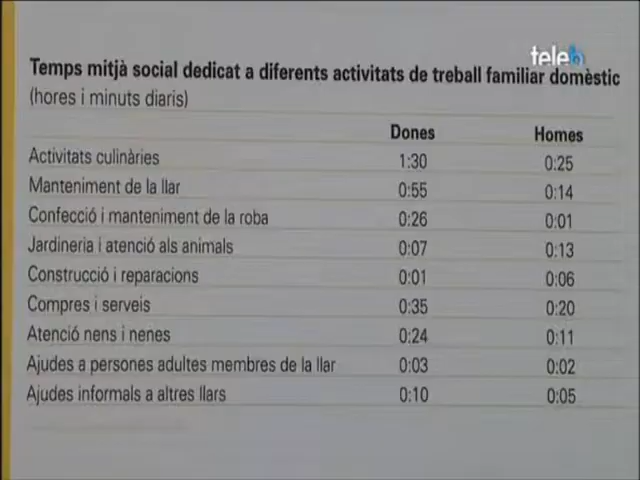 teleb
Temps mitjà social dedicat a diferents activitats de treball familiar domèstic
(hores i minuts diaris)
Dones Homes
Activitats culinàries 1:30 0:25
Manteniment de la llar 0:55 0:14
Confecció i manteniment de la roba 0:26 0:01
Jardineria i atenció als animals 0:07 0:13
Construcció i reparacions 0:01 0:06
Compres i serveis 0:35 0:20
Atenció nens i nenes 0:24 0:11
Ajudes a persones adultes membres de la llar 0:03 0:02
Ajudes informals a altres llars 0:10 0:05